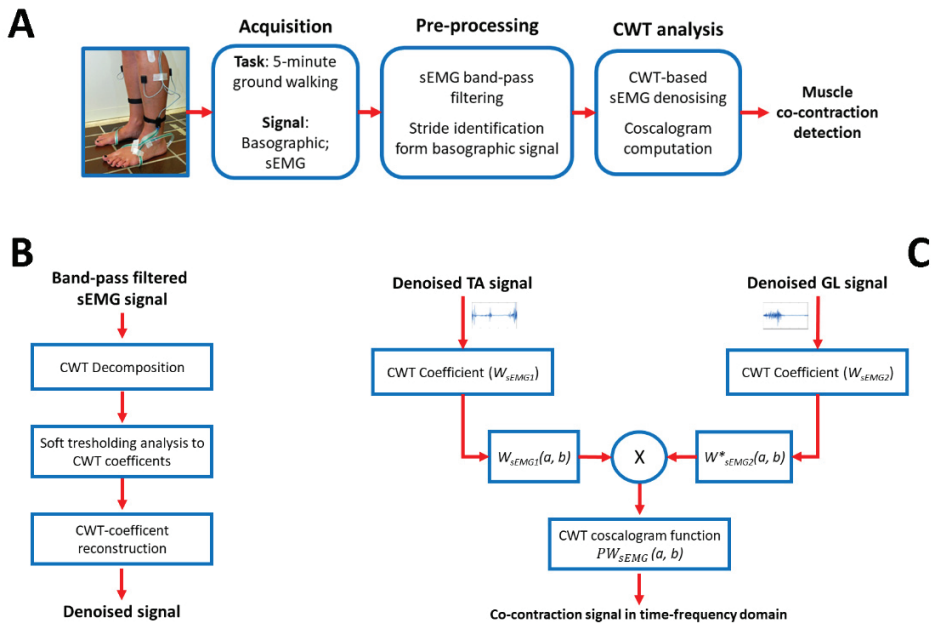 A
Acquisition
Task: 5-minute
ground walking
Signal:
Basographic;
sEMG
Pre-processing
sEMG band-pass
filtering
Stride identification
form basographic signal
CWT analysis
CWT-based
sEMG denosising
Coscalogram
computation
Muscle
co-contraction
detection
B
Band-pass filtered
sEMG signal
CWT Decomposition
Soft tresholding analysis to
CWT coefficents
CWT-coefficent
reconstruction
Denoised signal
C
Denoised TA signal
Denoised GL signal
CWT Coefficient (WsEMG1)
CWT Coefficient (WsEMG2)
WsEMG1(a, b)
X
W*sEMG2(a, b)
CWT coscalogram function
PWsEMG (a, b)
Co-contraction signal in time-frequency domain